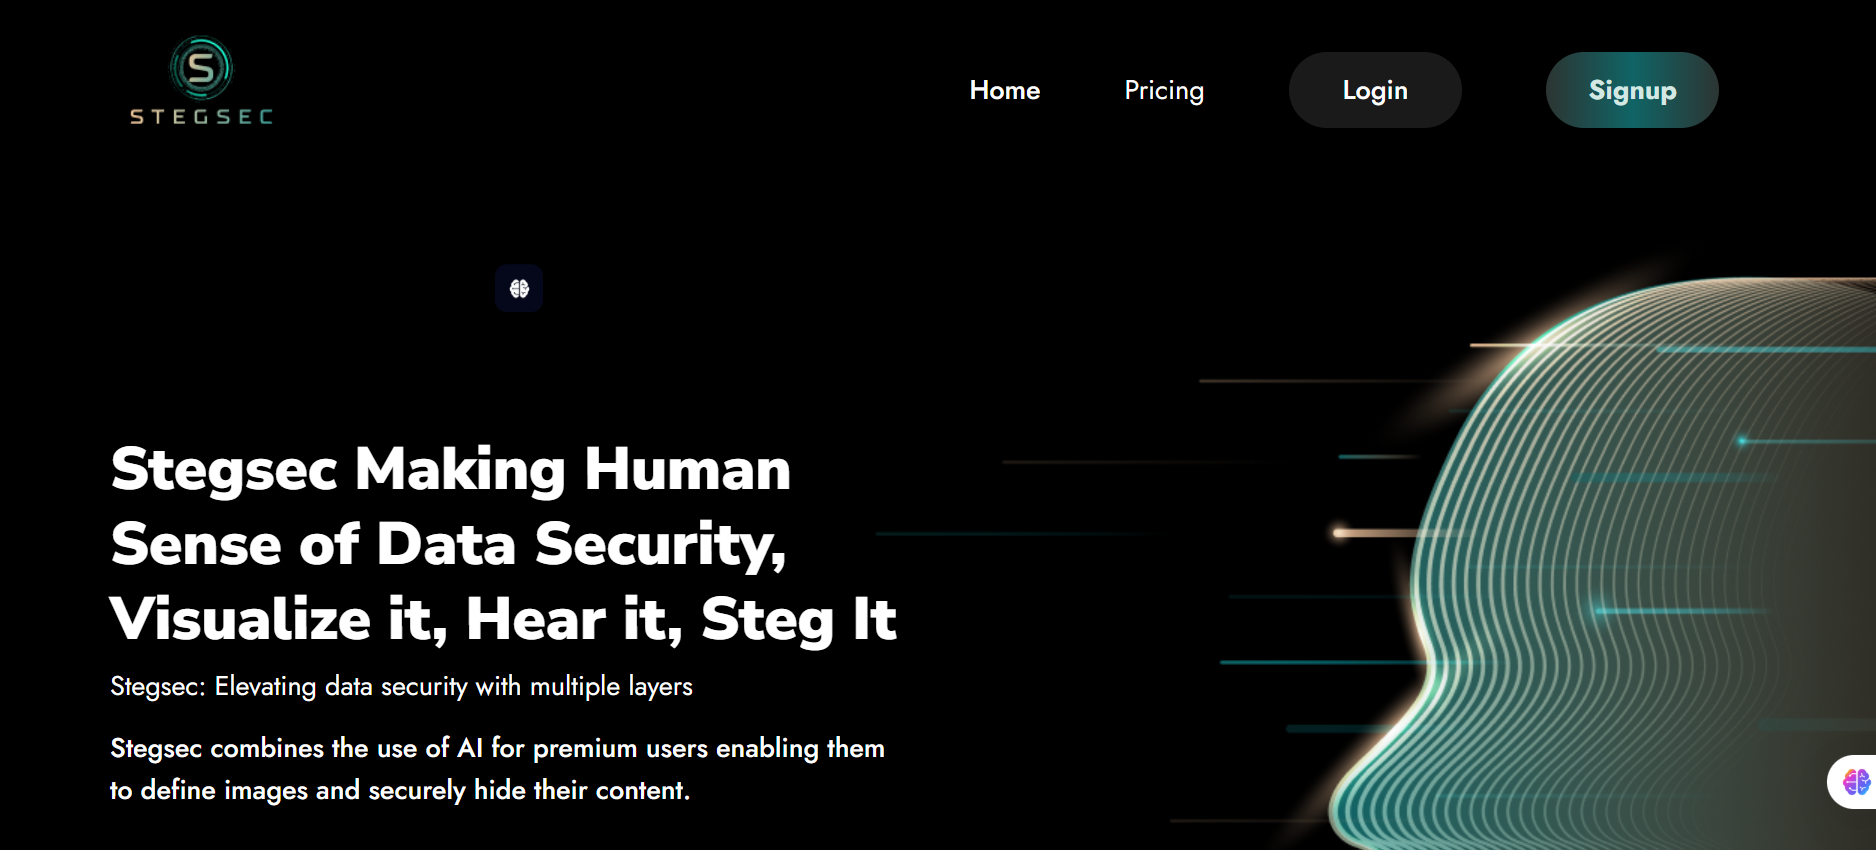 S
STEGSEC
Home
Pricing
Login
Signup
Stegsec Making Human
Sense of Data Security,
Visualize it, Hear it, Steg It
Stegsec: Elevating data security with multiple layers
Stegsec combines the use of AI for premium users enabling them
to define images and securely hide their content.